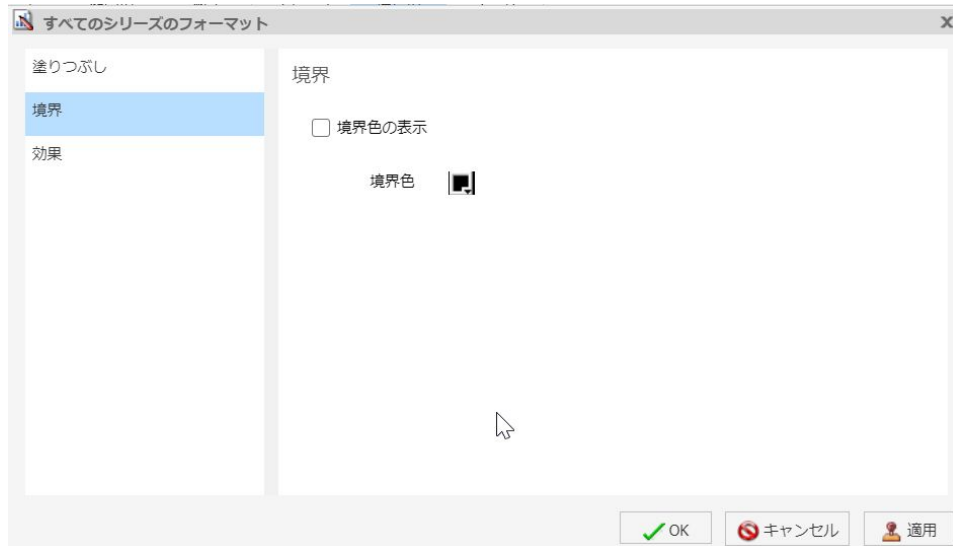 すべてのシリーズのフォーマット
x
塗りつぶし
境界
効果
境界
境界色の表示
境界色
OK
キャンセル
適用